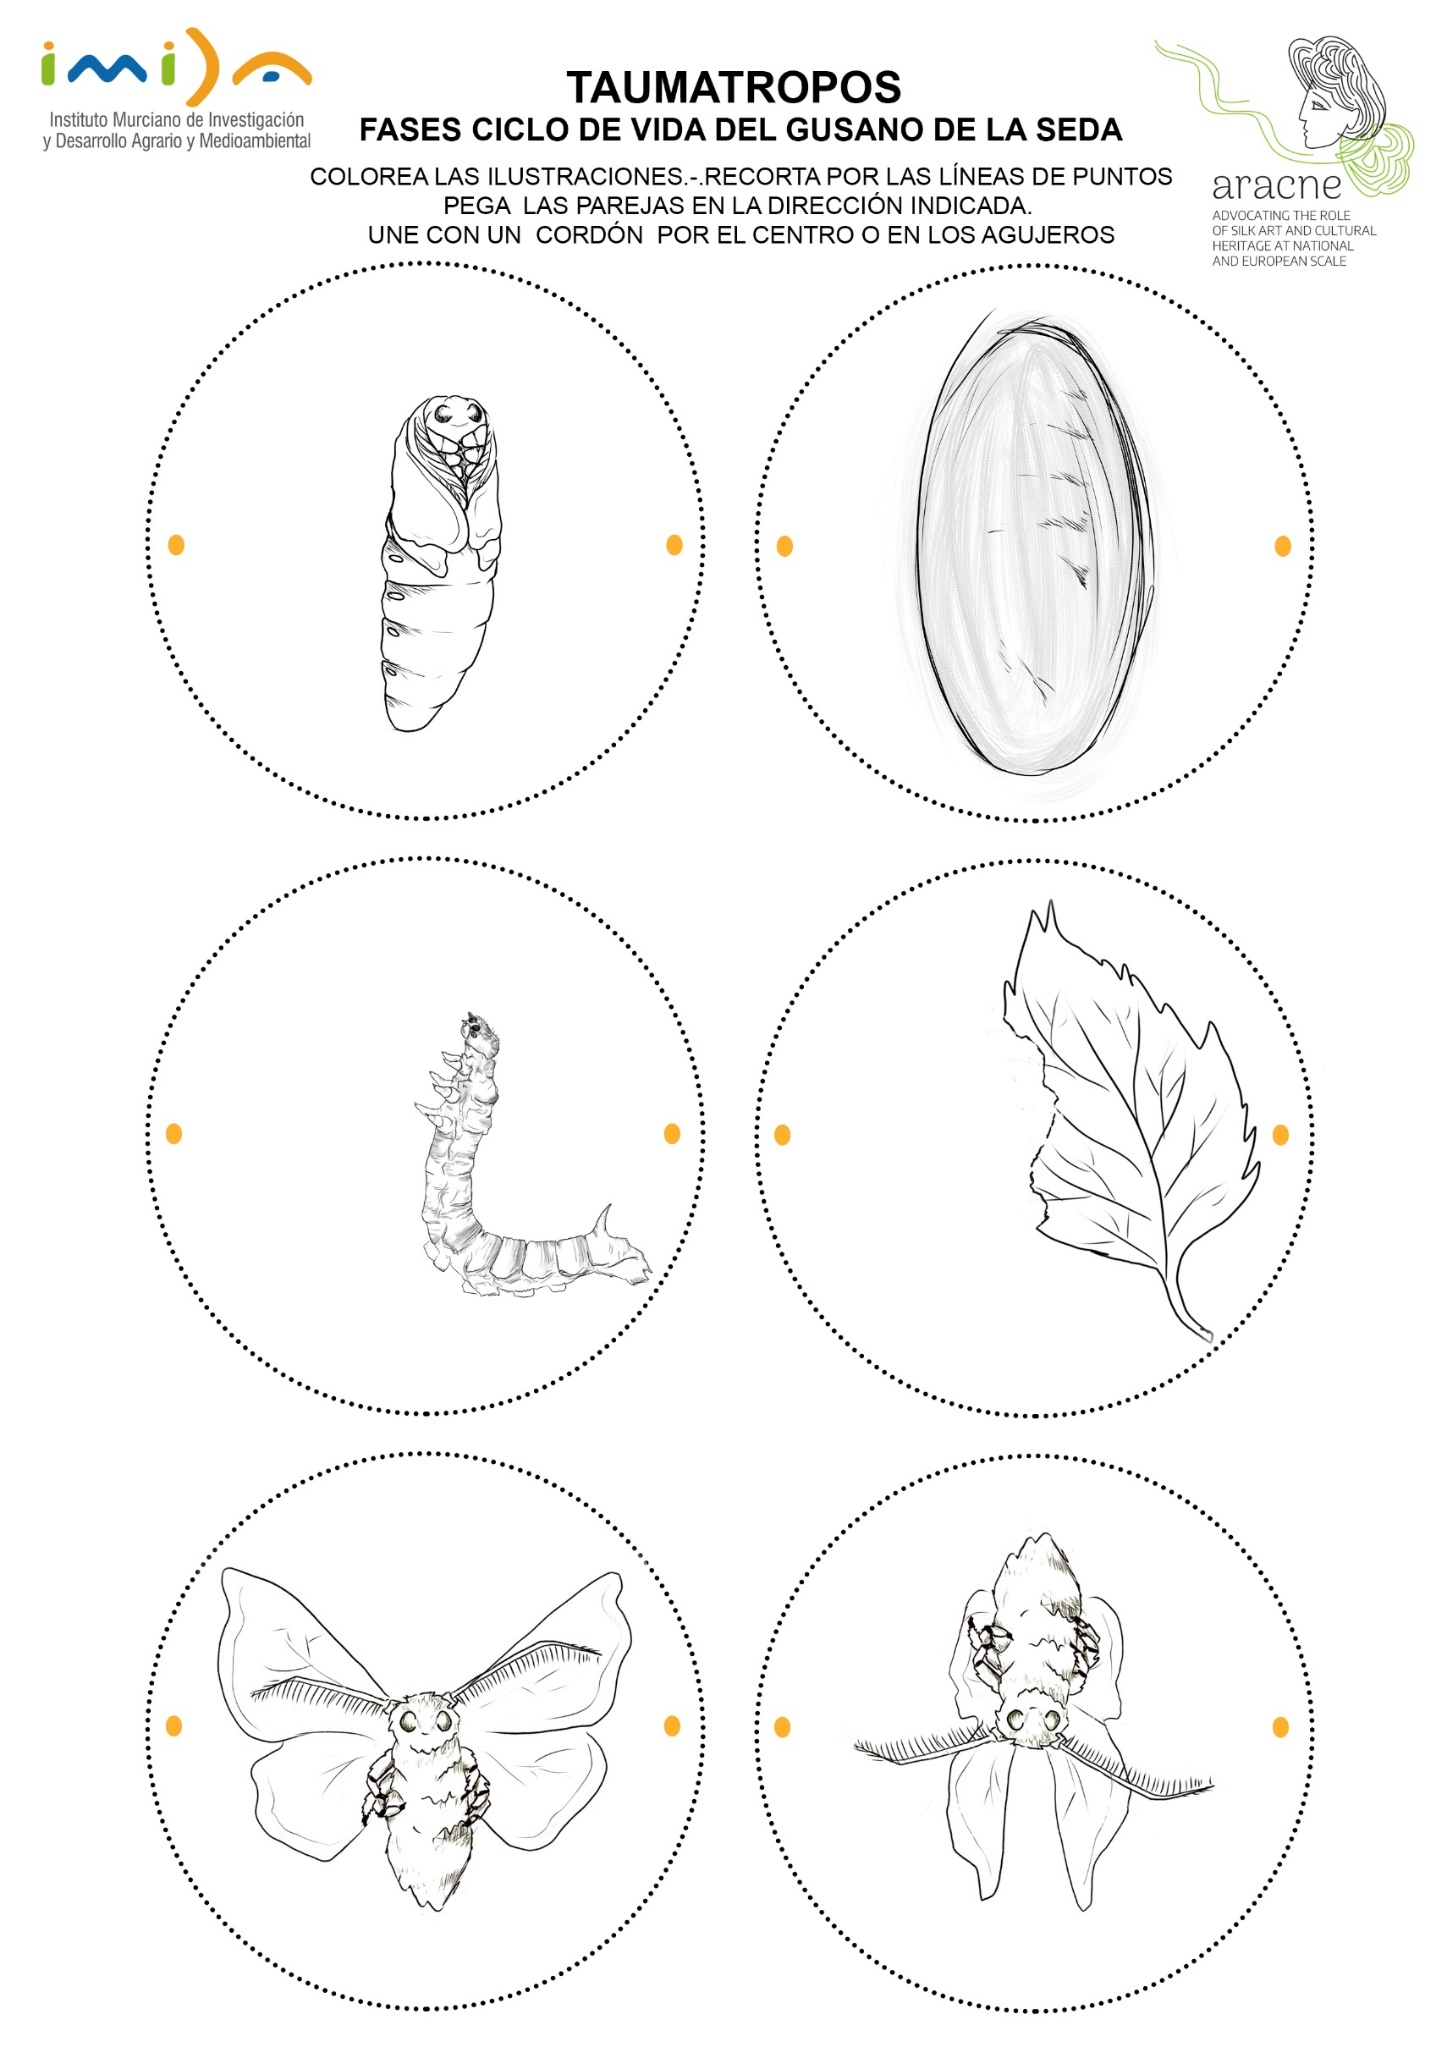 imida
Instituto Murciano de Investigación
y Desarrollo Agrario y Medioambiental
TAUMATROPOS
FASES CICLO DE VIDA DEL GUSANO DE LA SEDA
COLOREA LAS ILUSTRACIONES.-.RECORTA POR LAS LÍNEAS DE PUNTOS
PEGA LAS PAREJAS EN LA DIRECCIÓN INDICADA.
UNE CON UN CORDÓN POR EL CENTRO O EN LOS AGUJEROS
aracne
ADVOCATING THE ROLE
OF SILK ART AND CULTURAL
HERITAGE AT NATIONAL
AND EUROPEAN SCALE